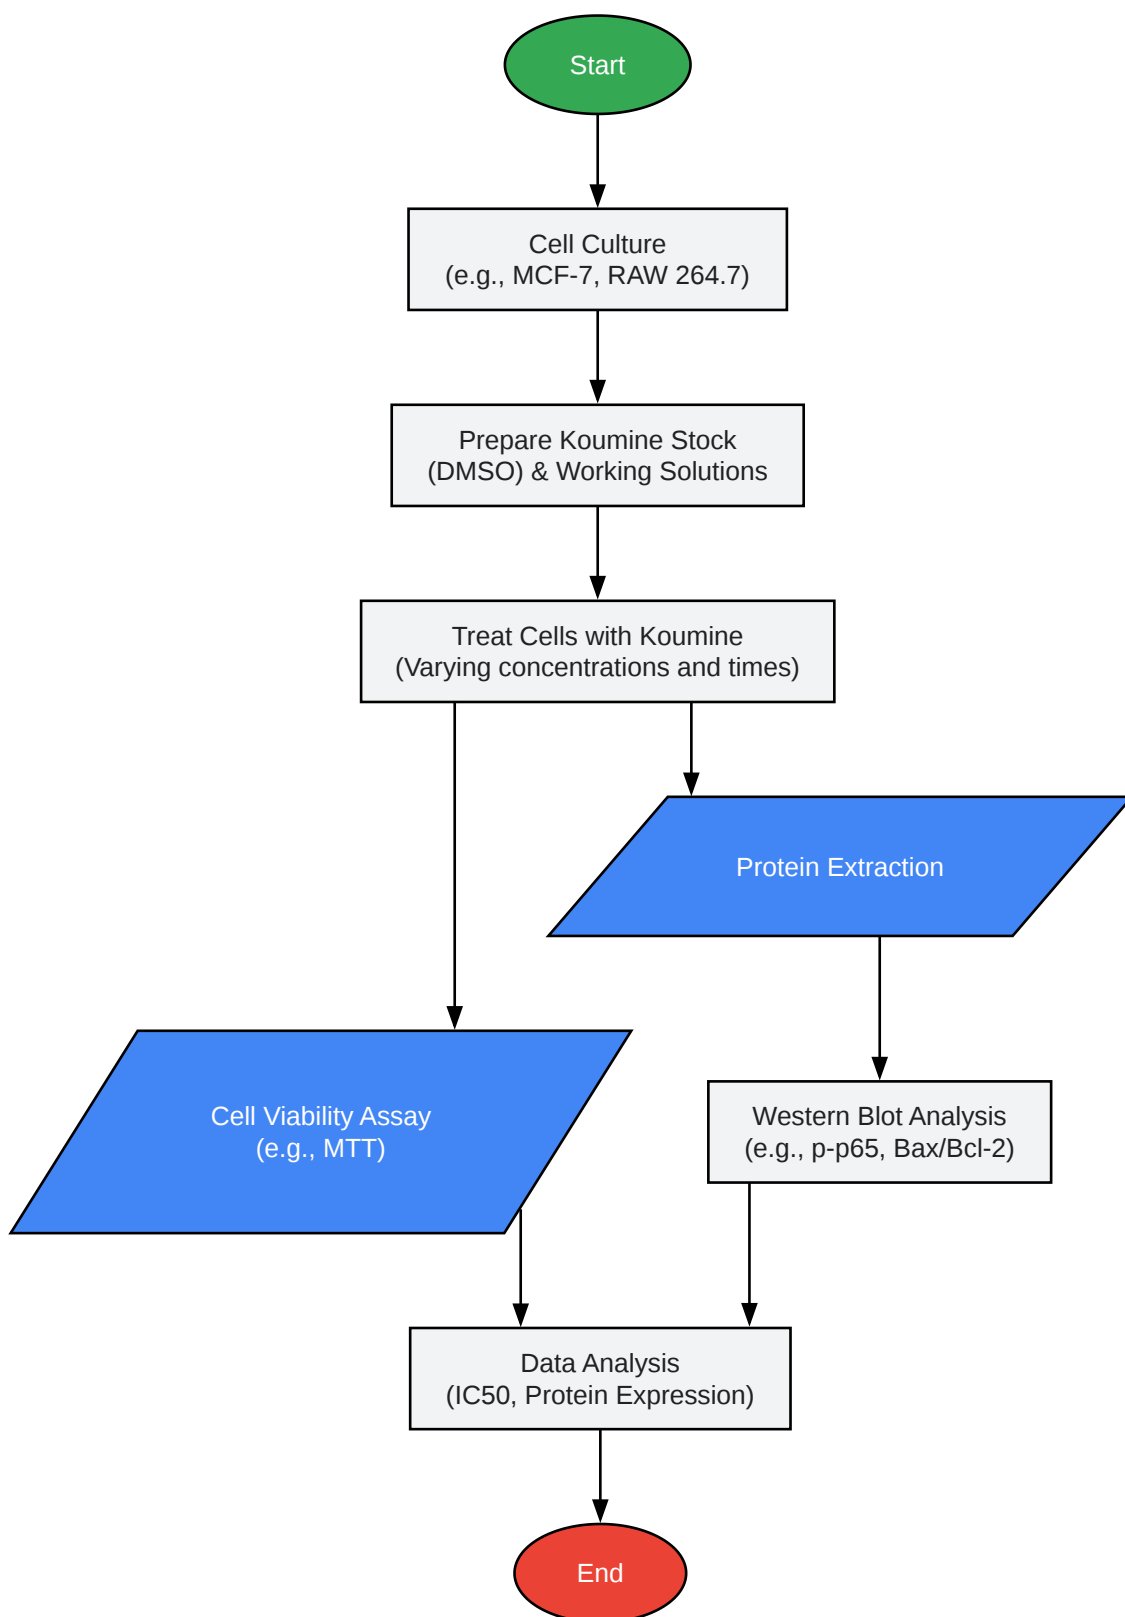 Start
Cell Culture
(e.g., MCF-7, RAW 264.7)
Prepare Koumine Stock
(DMSO) & Working Solutions
Treat Cells with Koumine
(Varying concentrations and times)
Protein Extraction
Cell Viability Assay
(e.g., MTT)
Western Blot Analysis
(e.g., p-p65, Bax/Bcl-2)
Data Analysis
(IC50, Protein Expression)
End